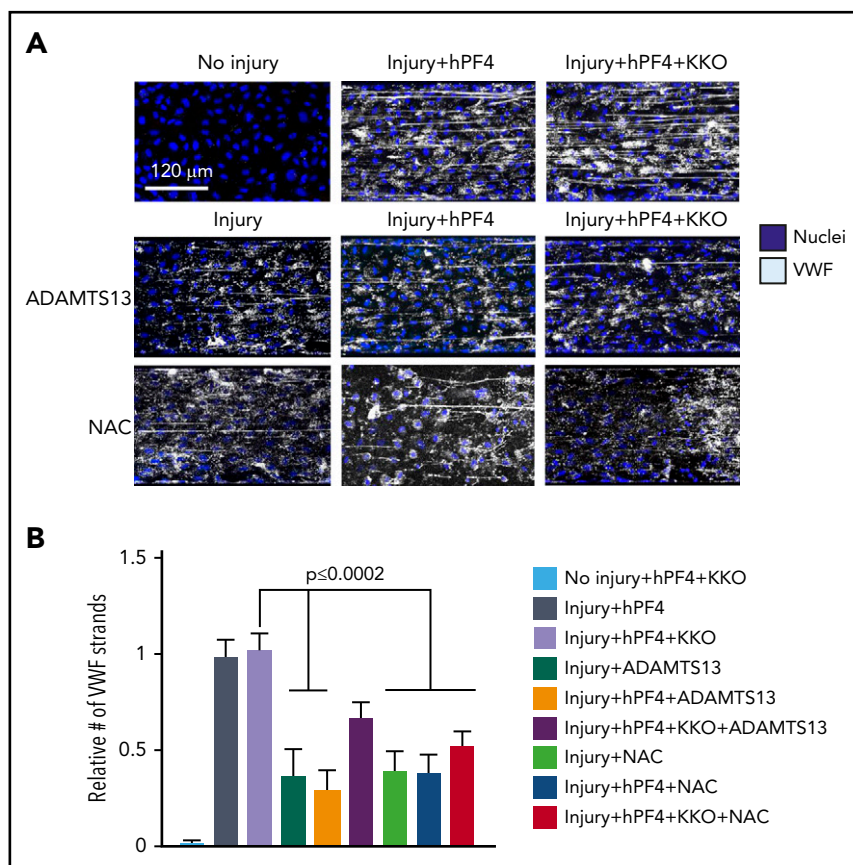 A
No injury
Injury+hPF4
Injury+hPF4+KKO
120 μm
Injury
Injury+hPF4
Injury+hPF4+KKO
Nuclei
VWF
ADAMTS13
NAC
B
1.5
1
0.5
0
Relative # of VWF strands
p≤0.0002
No injury+hPF4+KKO
Injury+hPF4
Injury+hPF4+KKO
Injury+ADAMTS13
Injury+hPF4+ADAMTS13
Injury+hPF4+KKO+ADAMTS13
Injury+NAC
Injury+hPF4+NAC
Injury+hPF4+KKO+NAC